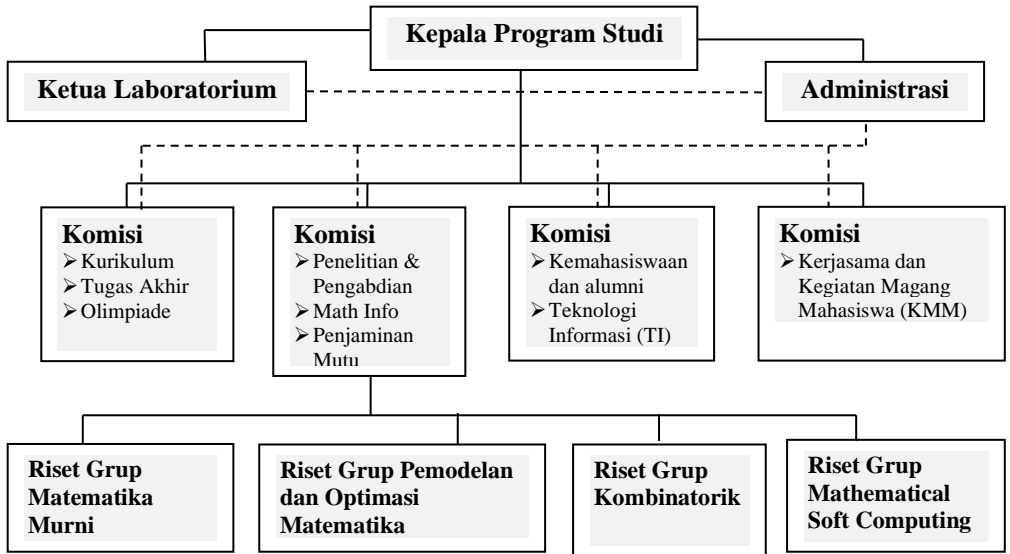 Kepala Program Studi
Ketua Laboratorium
Administrasi
Komisi
➢ Kurikulum
➢ Tugas Akhir
➢ Olimpiade
Komisi
➢ Penelitian &
Pengabdian
➢ Math Info
➢ Penjaminan
Mutu
Komisi
➢ Kemahasiswaan
dan alumni
➢ Teknologi
Informasi (TI)
Komisi
➢ Kerjasama dan
Kegiatan Magang
Mahasiswa (KMM)
Riset Grup
Matematika
Murni
Riset Grup Pemodelan
dan Optimasi
Matematika
Riset Grup
Kombinatorik
Riset Grup
Mathematical
Soft Computing